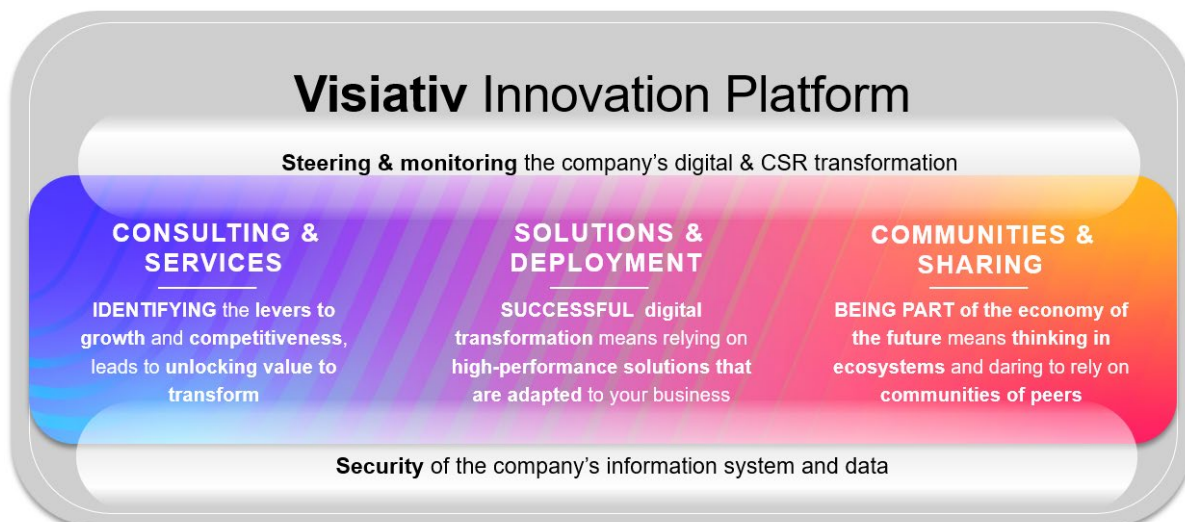 Visiativ Innovation Platform
Steering & monitoring the company's digital & CSR transformation
CONSULTING &
SERVICES
IDENTIFYING the levers to
growth and competitiveness,
leads to unlocking value to
transform
SOLUTIONS &
DEPLOYMENT
SUCCESSFUL digital
transformation means relying on
high-performance solutions that
are adapted to your business
COMMUNITIES &
SHARING
BEING PART of the economy of
the future means thinking in
ecosystems and daring to rely on
communities of peers
Security of the company's information system and data